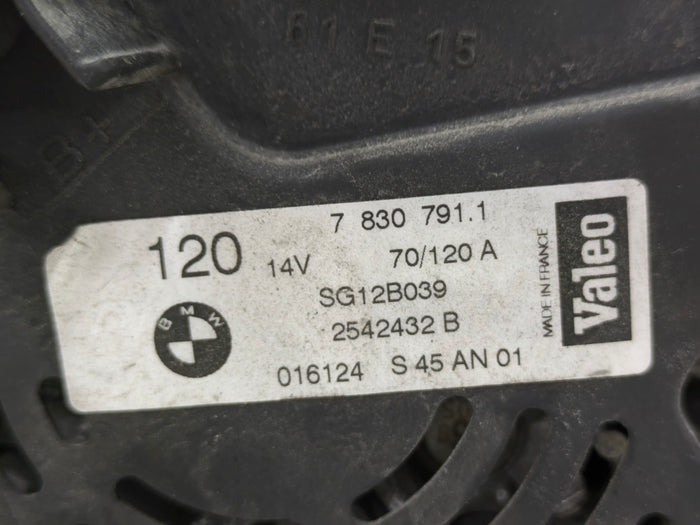 61 E 15
B+
7 830 791.1
120 14V 70/120 A
SG12B039
BMW
2542432 B
016124 S 45 AN 01
MADE IN FRANCE
Valeo